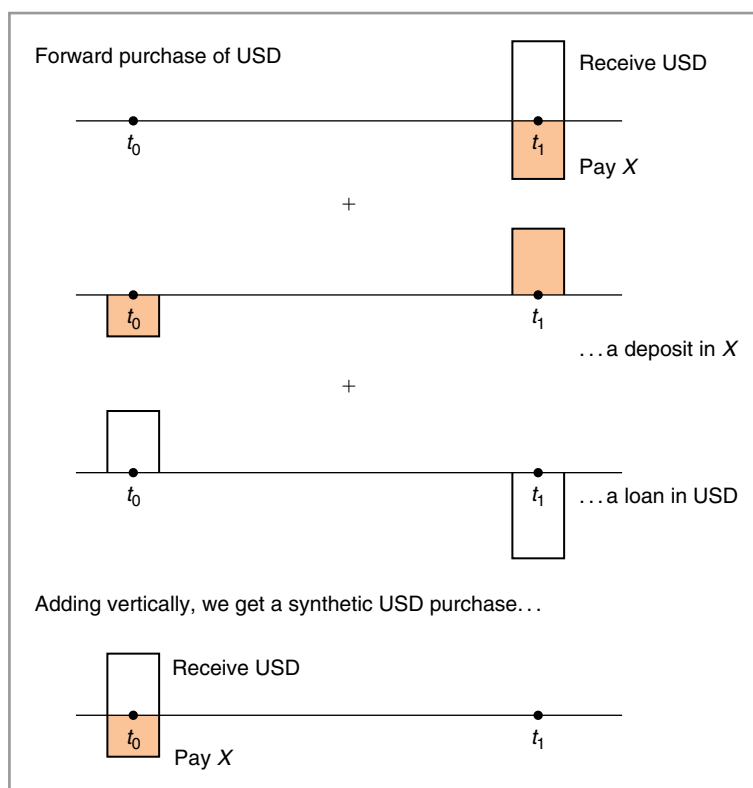 Forward purchase of USD
Receive USD
t0
t1
Pay X
+
t0
t1
...a deposit in X
+
t0
t1
...a loan in USD
Adding vertically, we get a synthetic USD purchase...
Receive USD
t0
t1
Pay X